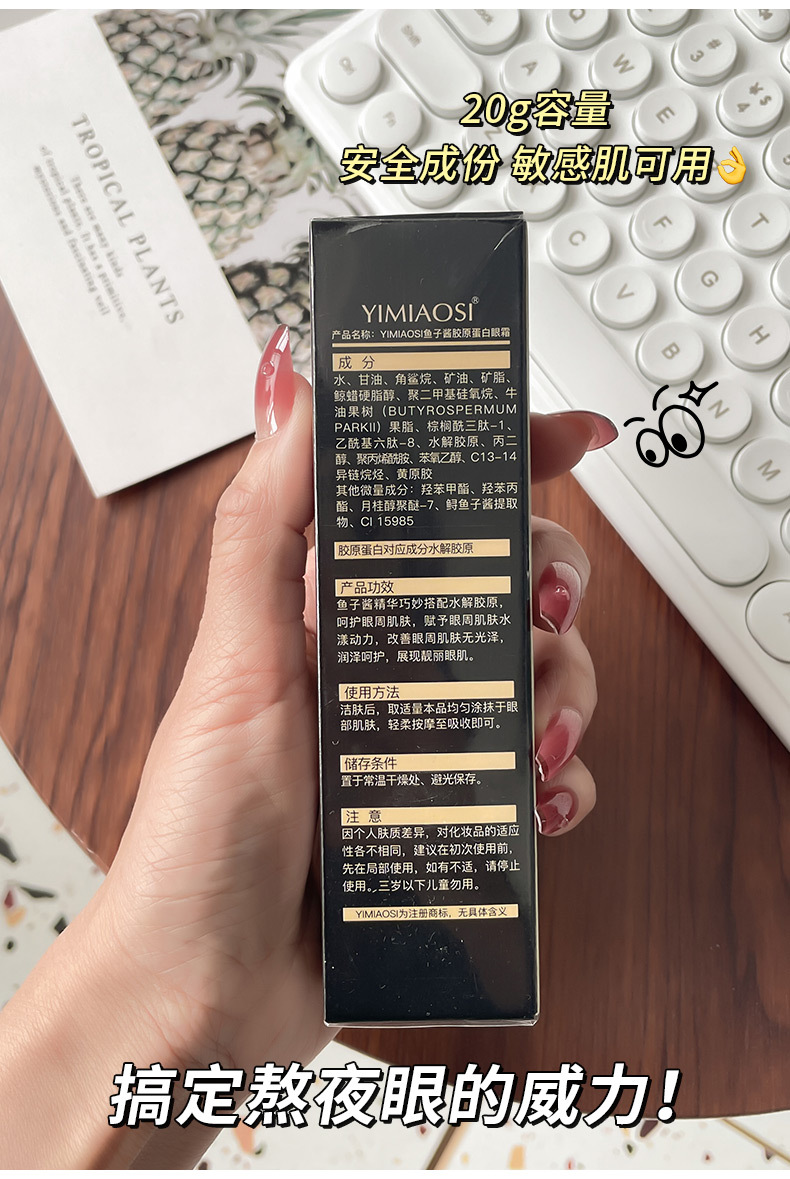 20g容量
安全成份 敏感肌可用👌
TROPICAL PLANTS
There are many kinds
of tropical plants. It has a primitive,
mysterious and fascinating veil
YIMIAOSI®
产品名称：YIMIAOSI鱼子酱胶原蛋白眼霜
成 分
水、甘油、角鲨烷、矿油、矿脂、
鲸蜡硬脂醇、聚二甲基硅氧烷、牛
油果树（BUTYROSPERMUM
PARKII）果脂、棕榈酰三肽-1、
乙酰基六肽-8、水解胶原、丙二
醇、聚丙烯酰胺、苯氧乙醇、C13-14
异链烷烃、黄原胶
其他微量成分：羟苯甲酯、羟苯丙
酯、月桂醇聚醚-7、鲟鱼子酱提取
物、CI 15985
胶原蛋白对应成分水解胶原
产品功效
鱼子酱精华巧妙搭配水解胶原，
呵护眼周肌肤，赋予眼周肌肤水
漾动力，改善眼周肌肤无光泽，
润泽呵护，展现靓丽眼肌。
使用方法
洁肤后，取适量本品均匀涂抹于眼
部肌肤，轻柔按摩至吸收即可。
储存条件
置于常温干燥处、避光保存。
注 意
因个人肤质差异，对化妆品的适应
性各不相同，建议在初次使用前，
先在局部使用，如有不适，请停止
使用。三岁以下儿童勿用。
YIMIAOSI为注册商标，无具体含义
Q
W
E
A
3
#
4
¥
$
F
T
C
G
V
H
B
N
M
搞定熬夜眼的威力！